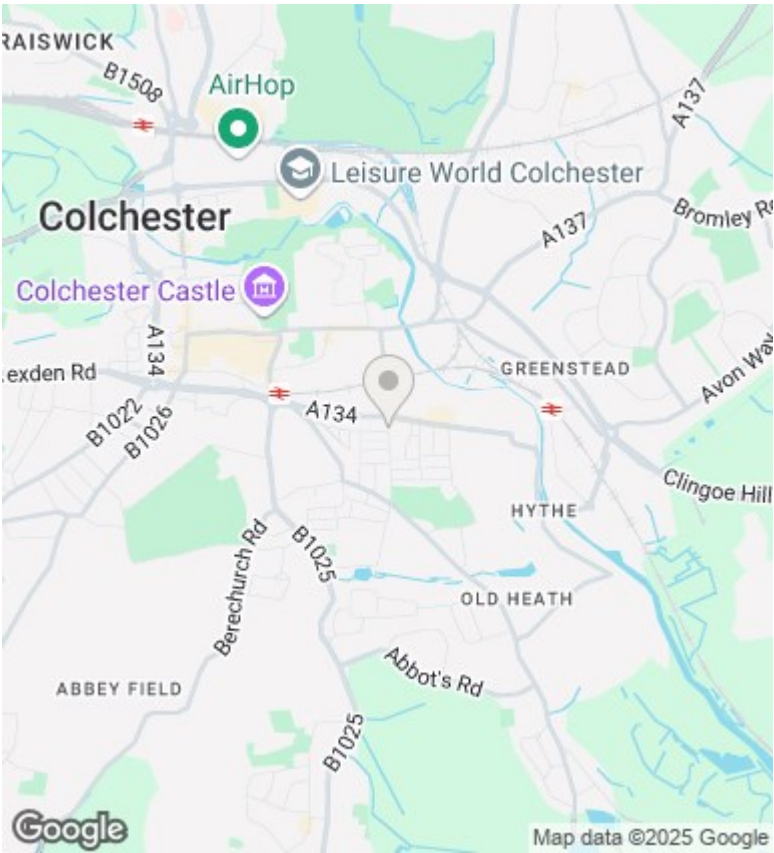 RAISWICK
B1508
AirHop
A137
Leisure World Colchester
Colchester
Bromley Ro
A137
Colchester Castle
A134
exden Rd
GREENSTEAD
Avon Way
B1022
B1026
A134
Clingoe Hill
HYTHE
Berechurch Rd
B1025
OLD HEATH
Abbot's Rd
ABBEY FIELD
B1025
Google
Map data ©2025 Google